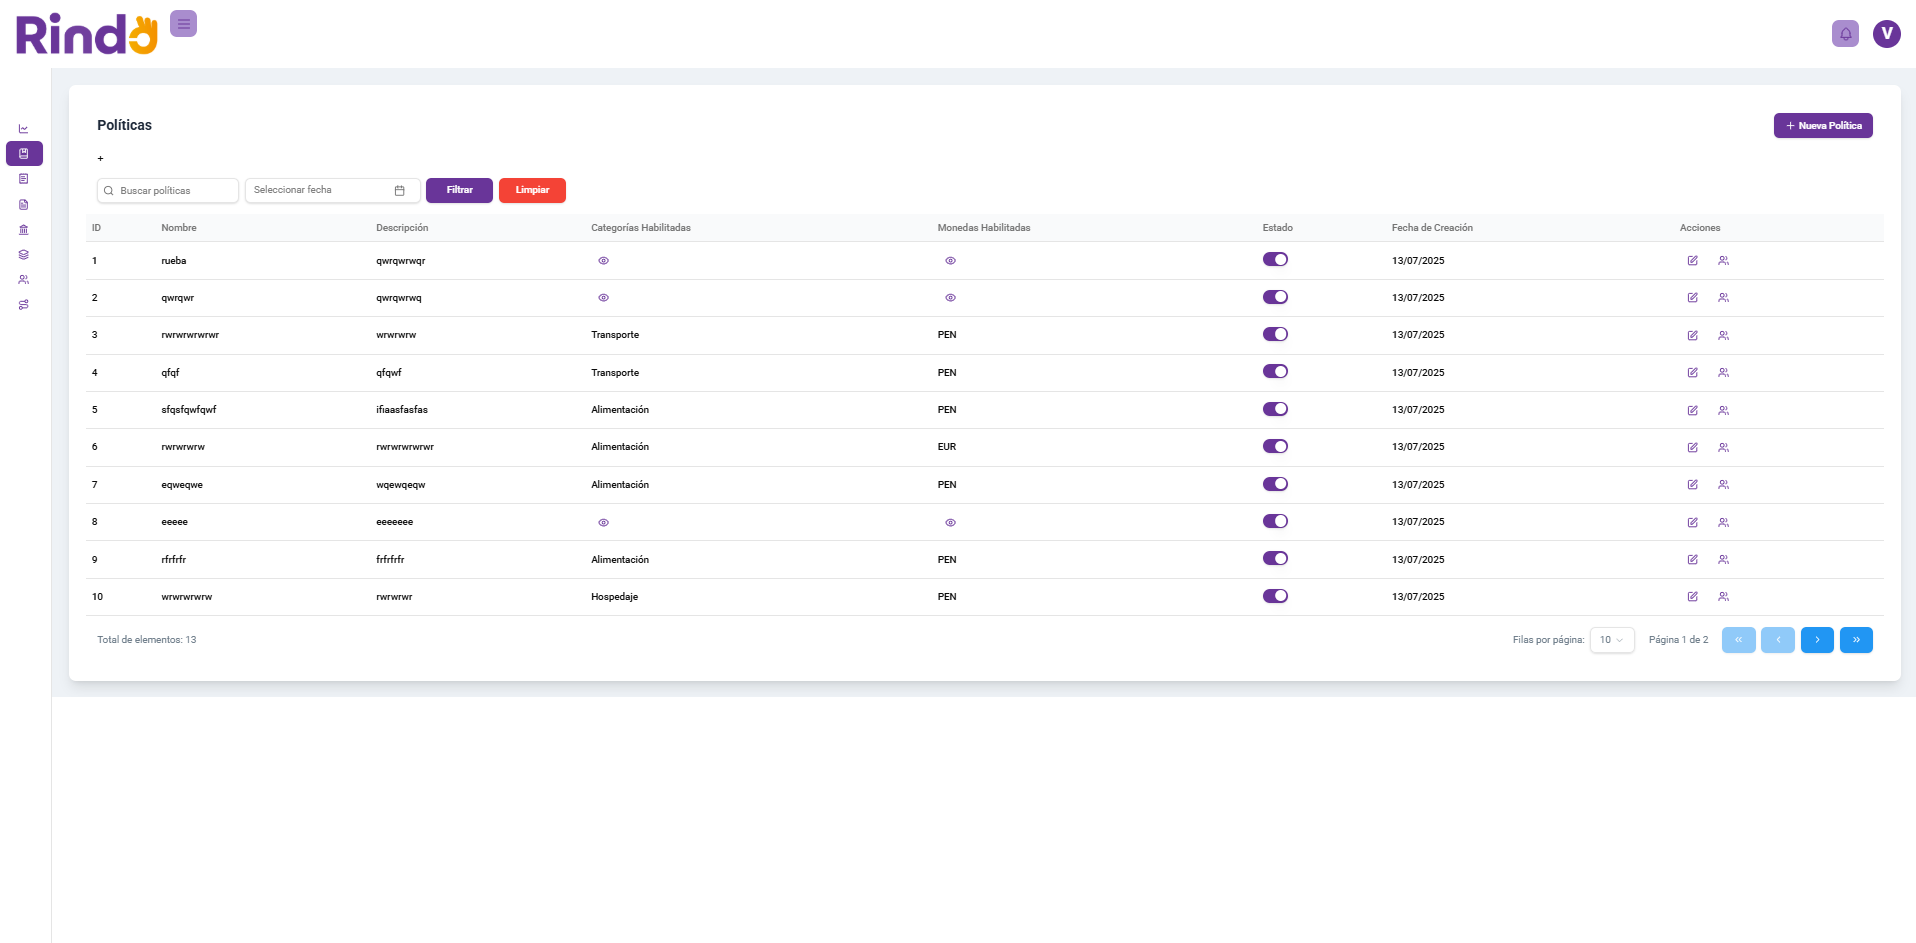 Rindo
V
Políticas
+ Nueva Política
+
Buscar políticas
Seleccionar fecha
Filtrar
Limpiar
ID Nombre Descripción Categorías Habilitadas Monedas Habilitadas Estado Fecha de Creación Acciones
1 rueba qwrqwrwqr 13/07/2025
2 qwrqwr qwrqwrwq 13/07/2025
3 rwrwrwrwrwr wrwrwrw Transporte PEN 13/07/2025
4 qfqf qfqwf Transporte PEN 13/07/2025
5 sfqsfqwfqwf ifiaasfasfas Alimentación PEN 13/07/2025
6 rwrwrwrw rwrwrwrwrwr Alimentación EUR 13/07/2025
7 eqweqwe wqewqeqw Alimentación PEN 13/07/2025
8 eeeee eeeeeee 13/07/2025
9 rfrfrfr frfrfrfr Alimentación PEN 13/07/2025
10 wrwrwrwrw rwrwrwr Hospedaje PEN 13/07/2025
Total de elementos: 13
Filas por página: 10
Página 1 de 2
« ‹ › »